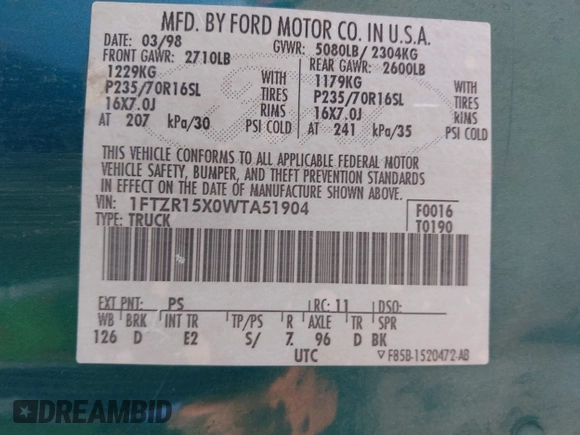 MFD. BY FORD MOTOR CO. IN U.S.A.
DATE: 03/98 GVWR: 5080LB/ 2304KG
FRONT GAWR: 2710LB REAR GAWR: 2600LB
1229KG WITH 1179KG WITH
P235/70R16SL TIRES P235/70R16SL TIRES
16X7.0J RIMS 16X7.0J RIMS
AT 207 kPa/30 PSI COLD AT 241 kPa/35 PSI COLD
THIS VEHICLE CONFORMS TO ALL APPLICABLE FEDERAL MOTOR
VEHICLE SAFETY, BUMPER, AND THEFT PREVENTION STANDARDS
IN EFFECT ON THE DATE OF MANUFACTURE SHOWN ABOVE.
VIN: 1FTZR15X0WTA51904 F0016
TYPE: TRUCK T0190
EXT PNT: PS RC: 11 DSO:
WB BRK INT TR TP/PS R AXLE TR SPR
126 D E2 S/ 7. 96 D BK
UTC ▽ F85B-1520472-AB
DREAMBID